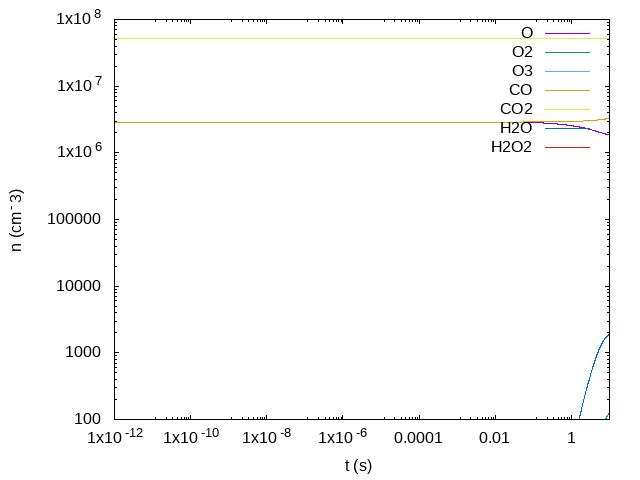 1x10^8
1x10^7
1x10^6
100000
10000
1000
100
n (cm^-3)
O
O2
O3
CO
CO2
H2O
H2O2
1x10^-12
1x10^-10
1x10^-8
1x10^-6
0.0001
0.01
1
t (s)